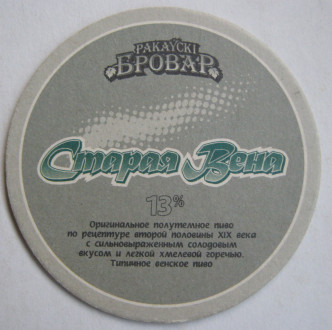 РАКАЎСКІ
БРОВАР
Старая Вена
13%
Оригинальное полутемное пиво
по рецептуре второй половины XIX века
с сильновыраженным солодовым
вкусом и легкой хмелевой горечью.
Типичное венское пиво